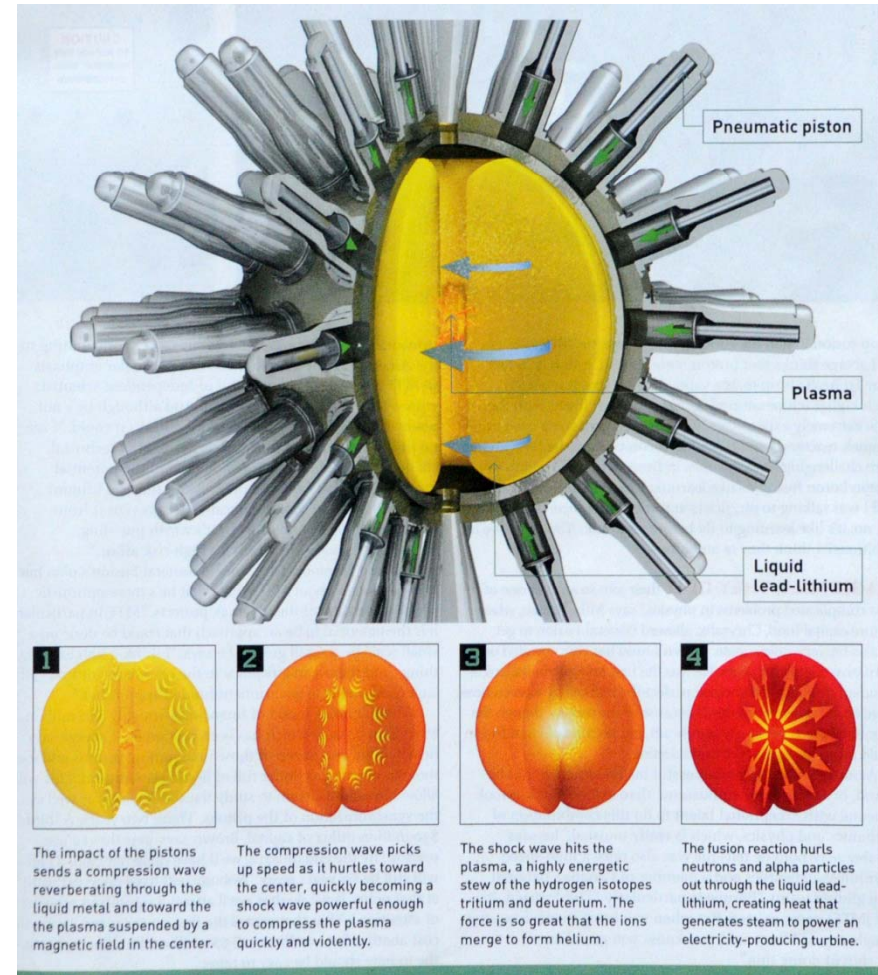 Pneumatic piston
Plasma
Liquid
lead-lithium
1
2
3
4
The impact of the pistons
sends a compression wave
reverberating through the
liquid metal and toward the
the plasma suspended by a
magnetic field in the center.
The compression wave picks
up speed as it hurtles toward
the center, quickly becoming a
shock wave powerful enough
to compress the plasma
quickly and violently.
The shock wave hits the
plasma, a highly energetic
stew of the hydrogen isotopes
tritium and deuterium. The
force is so great that the ions
merge to form helium.
The fusion reaction hurls
neutrons and alpha particles
out through the liquid lead-
lithium, creating heat that
generates steam to power an
electricity-producing turbine.